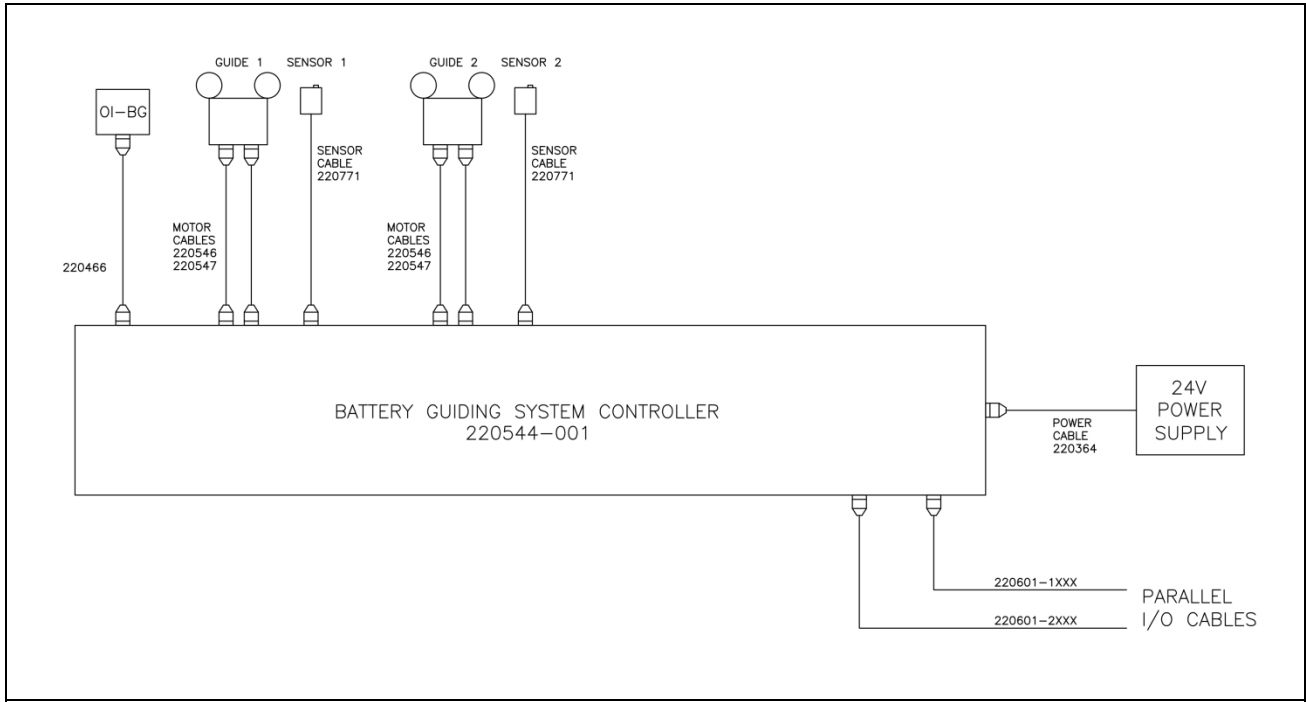 GUIDE 1
SENSOR 1
GUIDE 2
SENSOR 2
OI-BG
SENSOR
CABLE
220771
SENSOR
CABLE
220771
MOTOR
CABLES
220546
220547
MOTOR
CABLES
220546
220547
220466
BATTERY GUIDING SYSTEM CONTROLLER
220544-001
24V
POWER
SUPPLY
POWER
CABLE
220364
220601-1XXX
220601-2XXX
PARALLEL
I/O CABLES